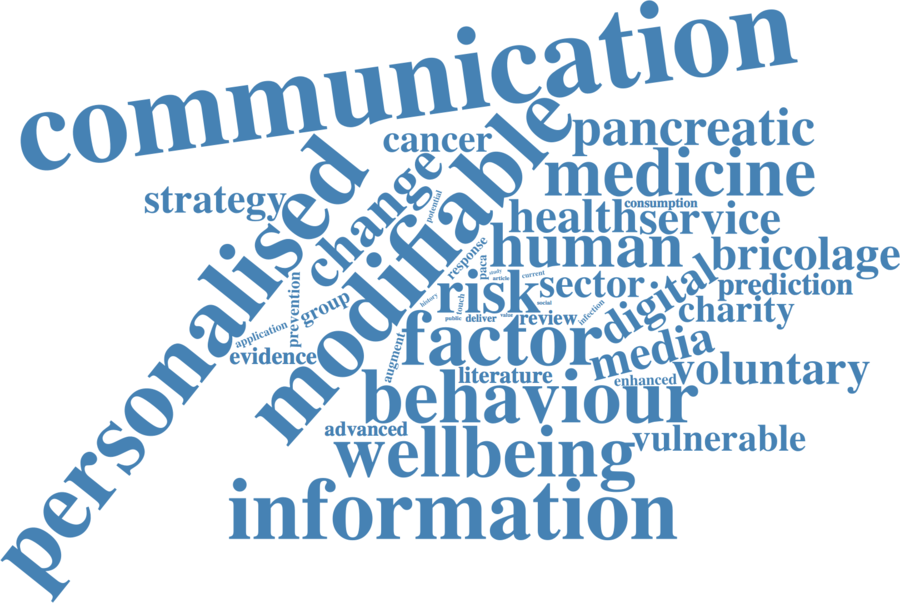 communication
cancer
pancreatic
personalised
change
modifiable
medicine
strategy
potential
consumption
health
service
human
bricolage
response
paca
study
current
article
risk
sector
digital
prediction
prevention
group
history
touch
social
charity
public
deliver
value
review
infection
application
evidence
augment
factor
media
literature
enhanced
voluntary
behaviour
advanced
wellbeing
vulnerable
information